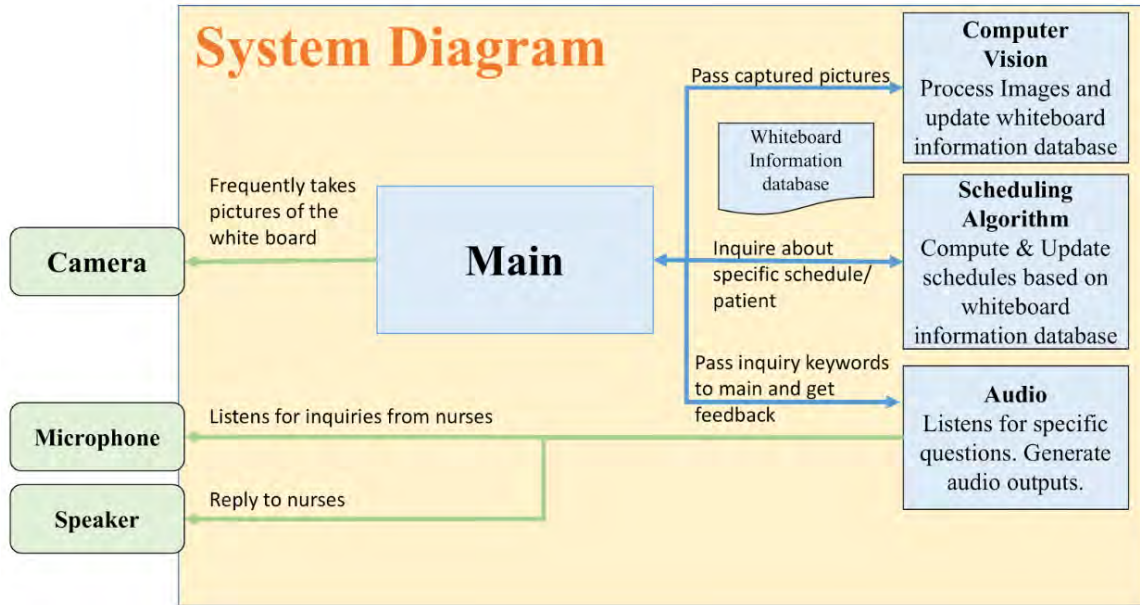 System Diagram
Computer
Vision
Process Images and
update whiteboard
information database
Pass captured pictures
Whiteboard
Information
database
Frequently takes
pictures of the
white board
Camera
Main
Inquire about
specific schedule/
patient
Scheduling
Algorithm
Compute & Update
schedules based on
whiteboard
information database
Pass inquiry keywords
to main and get
feedback
Audio
Listens for specific
questions. Generate
audio outputs.
Microphone
Listens for inquiries from nurses
Speaker
Reply to nurses